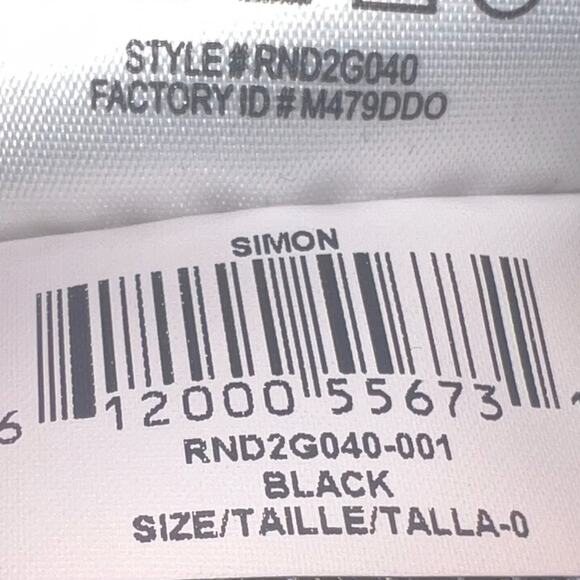 STYLE # RND2G040
FACTORY ID # M479DDO
SIMON
6 12000 55673
RND2G040-001
BLACK
SIZE/TAILLE/TALLA-0